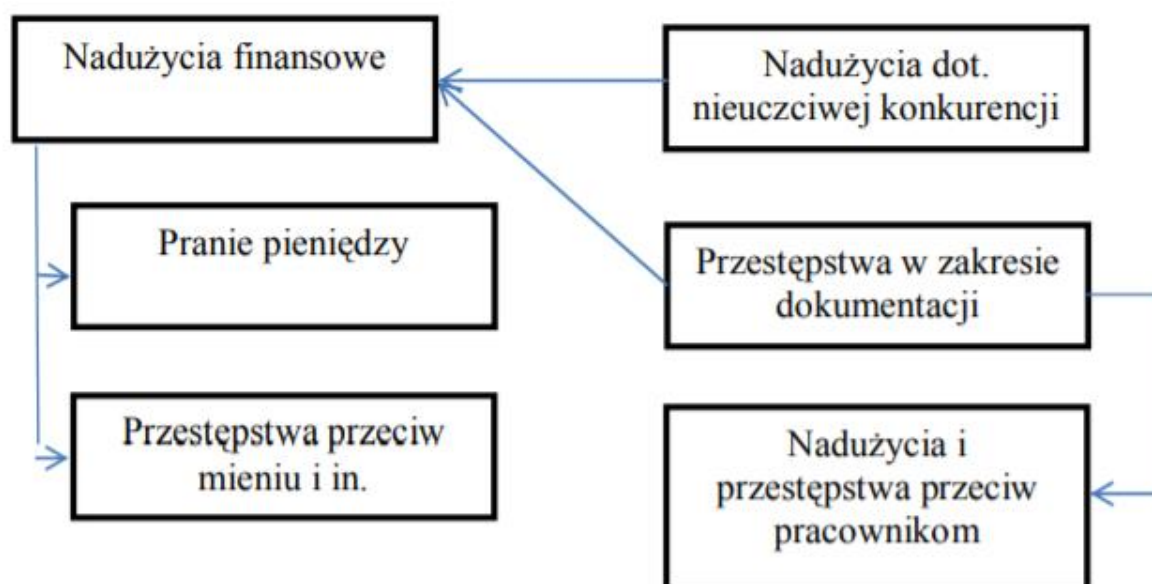 Nadużycia finansowe
Nadużycia dot.
nieuczciwej konkurencji
Pranie pieniędzy
Przestępstwa w zakresie
dokumentacji
Przestępstwa przeciw
mieniu i in.
Nadużycia i
przestępstwa przeciw
pracownikom